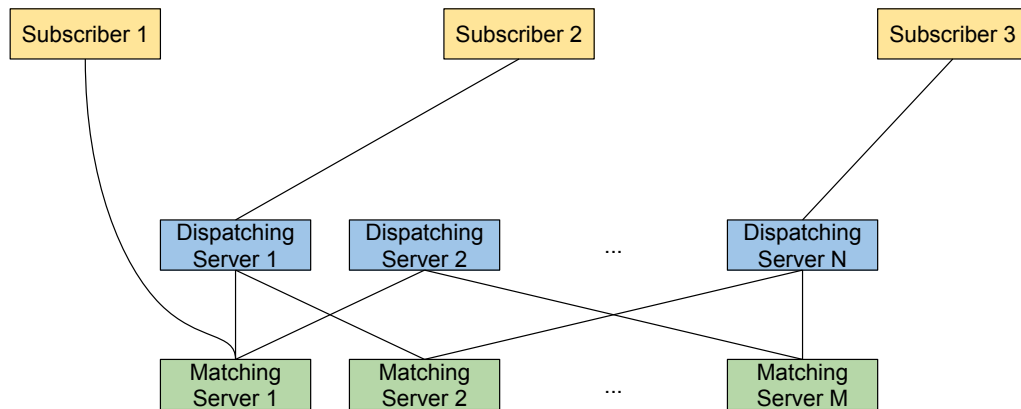 Subscriber 1
Subscriber 2
Subscriber 3
Dispatching
Server 1
Dispatching
Server 2
...
Dispatching
Server N
Matching
Server 1
Matching
Server 2
...
Matching
Server M